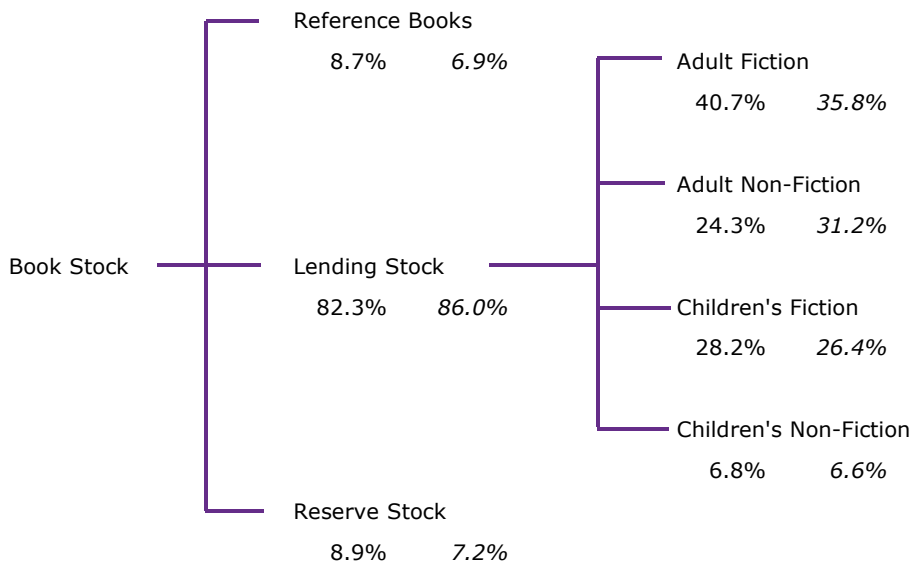 Reference Books
8.7% 6.9%
Adult Fiction
40.7% 35.8%
Adult Non-Fiction
24.3% 31.2%
Book Stock
Lending Stock
82.3% 86.0%
Children's Fiction
28.2% 26.4%
Children's Non-Fiction
6.8% 6.6%
Reserve Stock
8.9% 7.2%